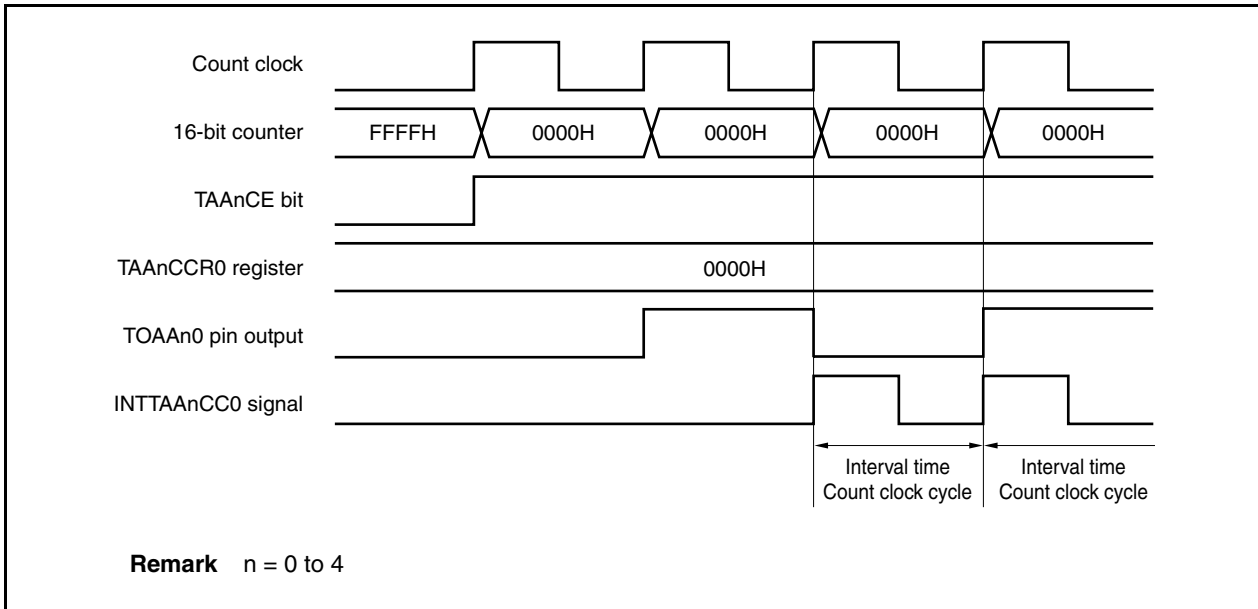 Count clock
16-bit counter
FFFFH
0000H
0000H
0000H
0000H
TAAnCE bit
TAAnCCR0 register
0000H
TOAAn0 pin output
INTTAAnCC0 signal
Interval time
Count clock cycle
Interval time
Count clock cycle
Remark n = 0 to 4